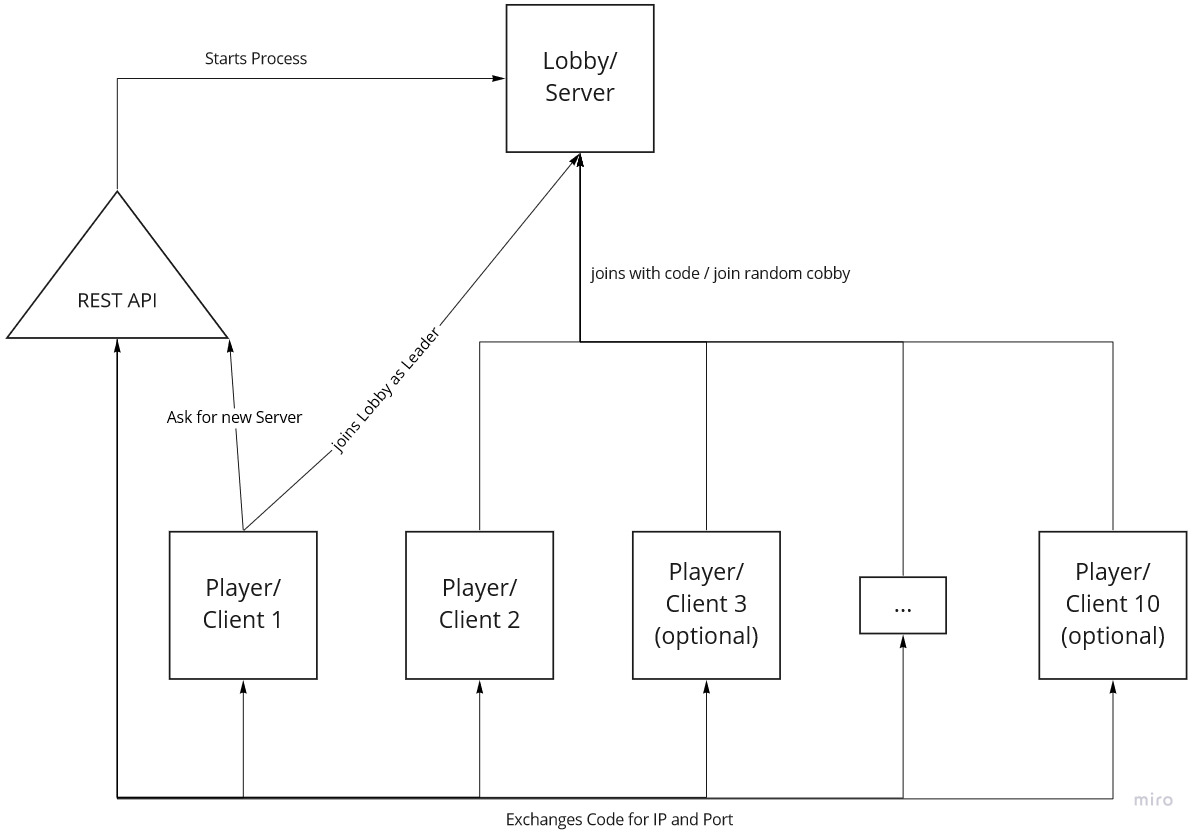 Lobby/
Server
Starts Process
joins with code / join random cobby
REST API
joins Lobby as Leader
Ask for new Server
Player/
Client 1
Player/
Client 2
Player/
Client 3
(optional)
...
Player/
Client 10
(optional)
Exchanges Code for IP and Port
miro